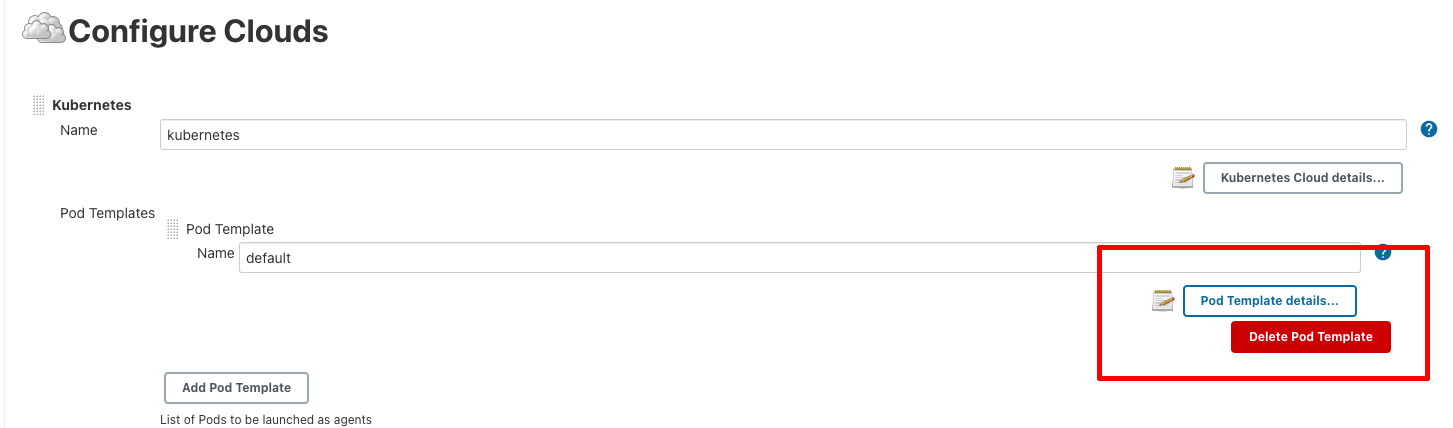 Configure Clouds
Kubernetes
Name
kubernetes
?
Kubernetes Cloud details...
Pod Templates
Pod Template
Name
default
?
Pod Template details...
Delete Pod Template
Add Pod Template
List of Pods to be launched as agents